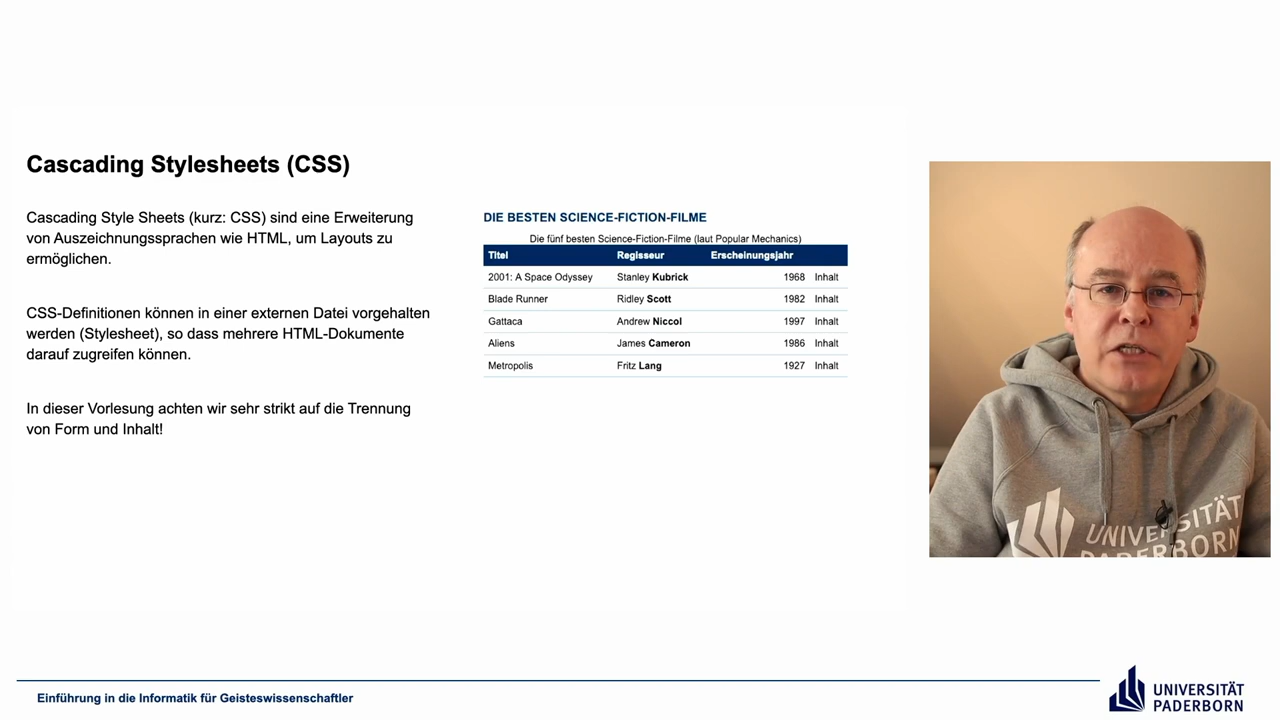 Cascading Stylesheets (CSS)
Cascading Style Sheets (kurz: CSS) sind eine Erweiterung
von Auszeichnungssprachen wie HTML, um Layouts zu
ermöglichen.
CSS-Definitionen können in einer externen Datei vorgehalten
werden (Stylesheet), so dass mehrere HTML-Dokumente
darauf zugreifen können.
In dieser Vorlesung achten wir sehr strikt auf die Trennung
von Form und Inhalt!
DIE BESTEN SCIENCE-FICTION-FILME
Die fünf besten Science-Fiction-Filme (laut Popular Mechanics)
Titel Regisseur Erscheinungsjahr
2001: A Space Odyssey Stanley Kubrick 1968 Inhalt
Blade Runner Ridley Scott 1982 Inhalt
Gattaca Andrew Niccol 1997 Inhalt
Aliens James Cameron 1986 Inhalt
Metropolis Fritz Lang 1927 Inhalt
UNIVERSITÄT
PADERBORN
Einführung in die Informatik für Geisteswissenschaftler
UNIVERSITÄT
PADERBORN